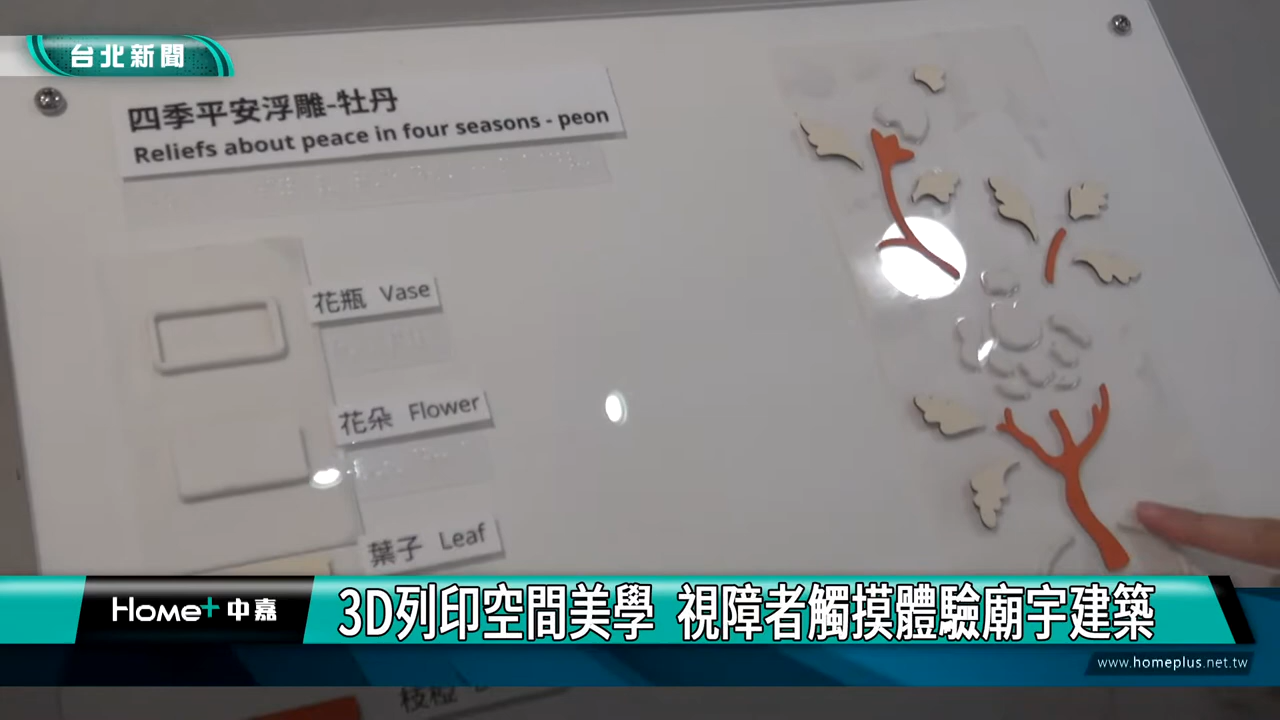 台北新聞
四季平安浮雕-牡丹
Reliefs about peace in four seasons - peon
花瓶 Vase
花朵 Flower
葉子 Leaf
Home+ 中嘉
3D列印空間美學 視障者觸摸體驗廟宇建築
www.homeplus.net.tw